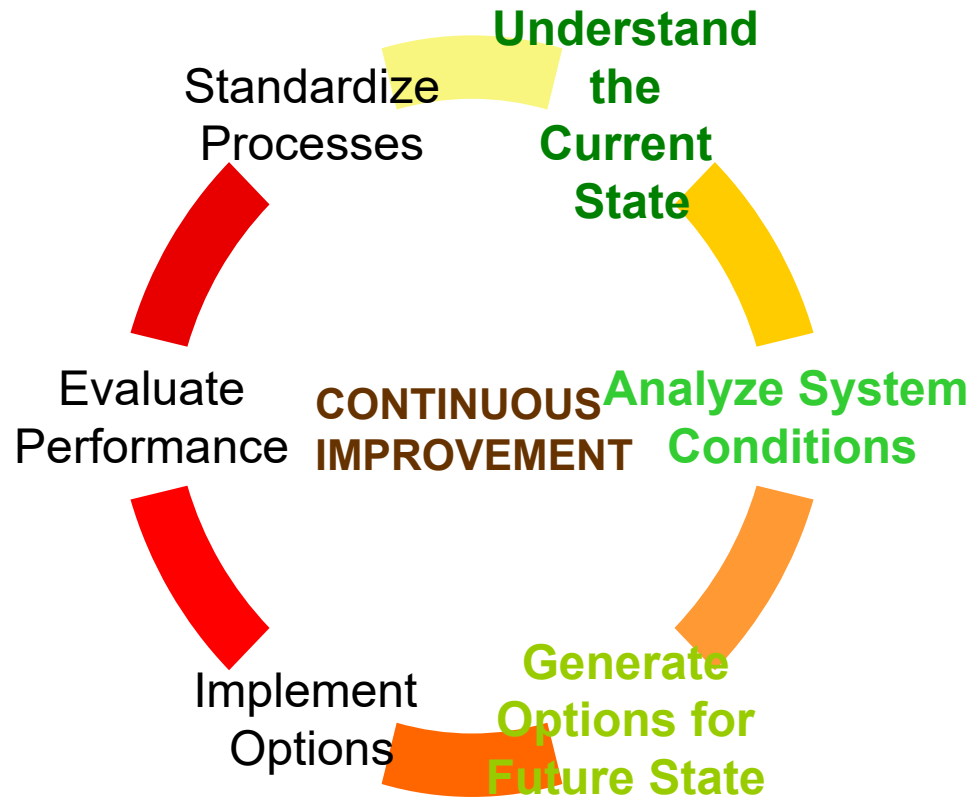 Understand
the
Current
State
Analyze System
Conditions
Generate
Options for
Future State
Implement
Options
Evaluate
Performance
Standardize
Processes
CONTINUOUS
IMPROVEMENT